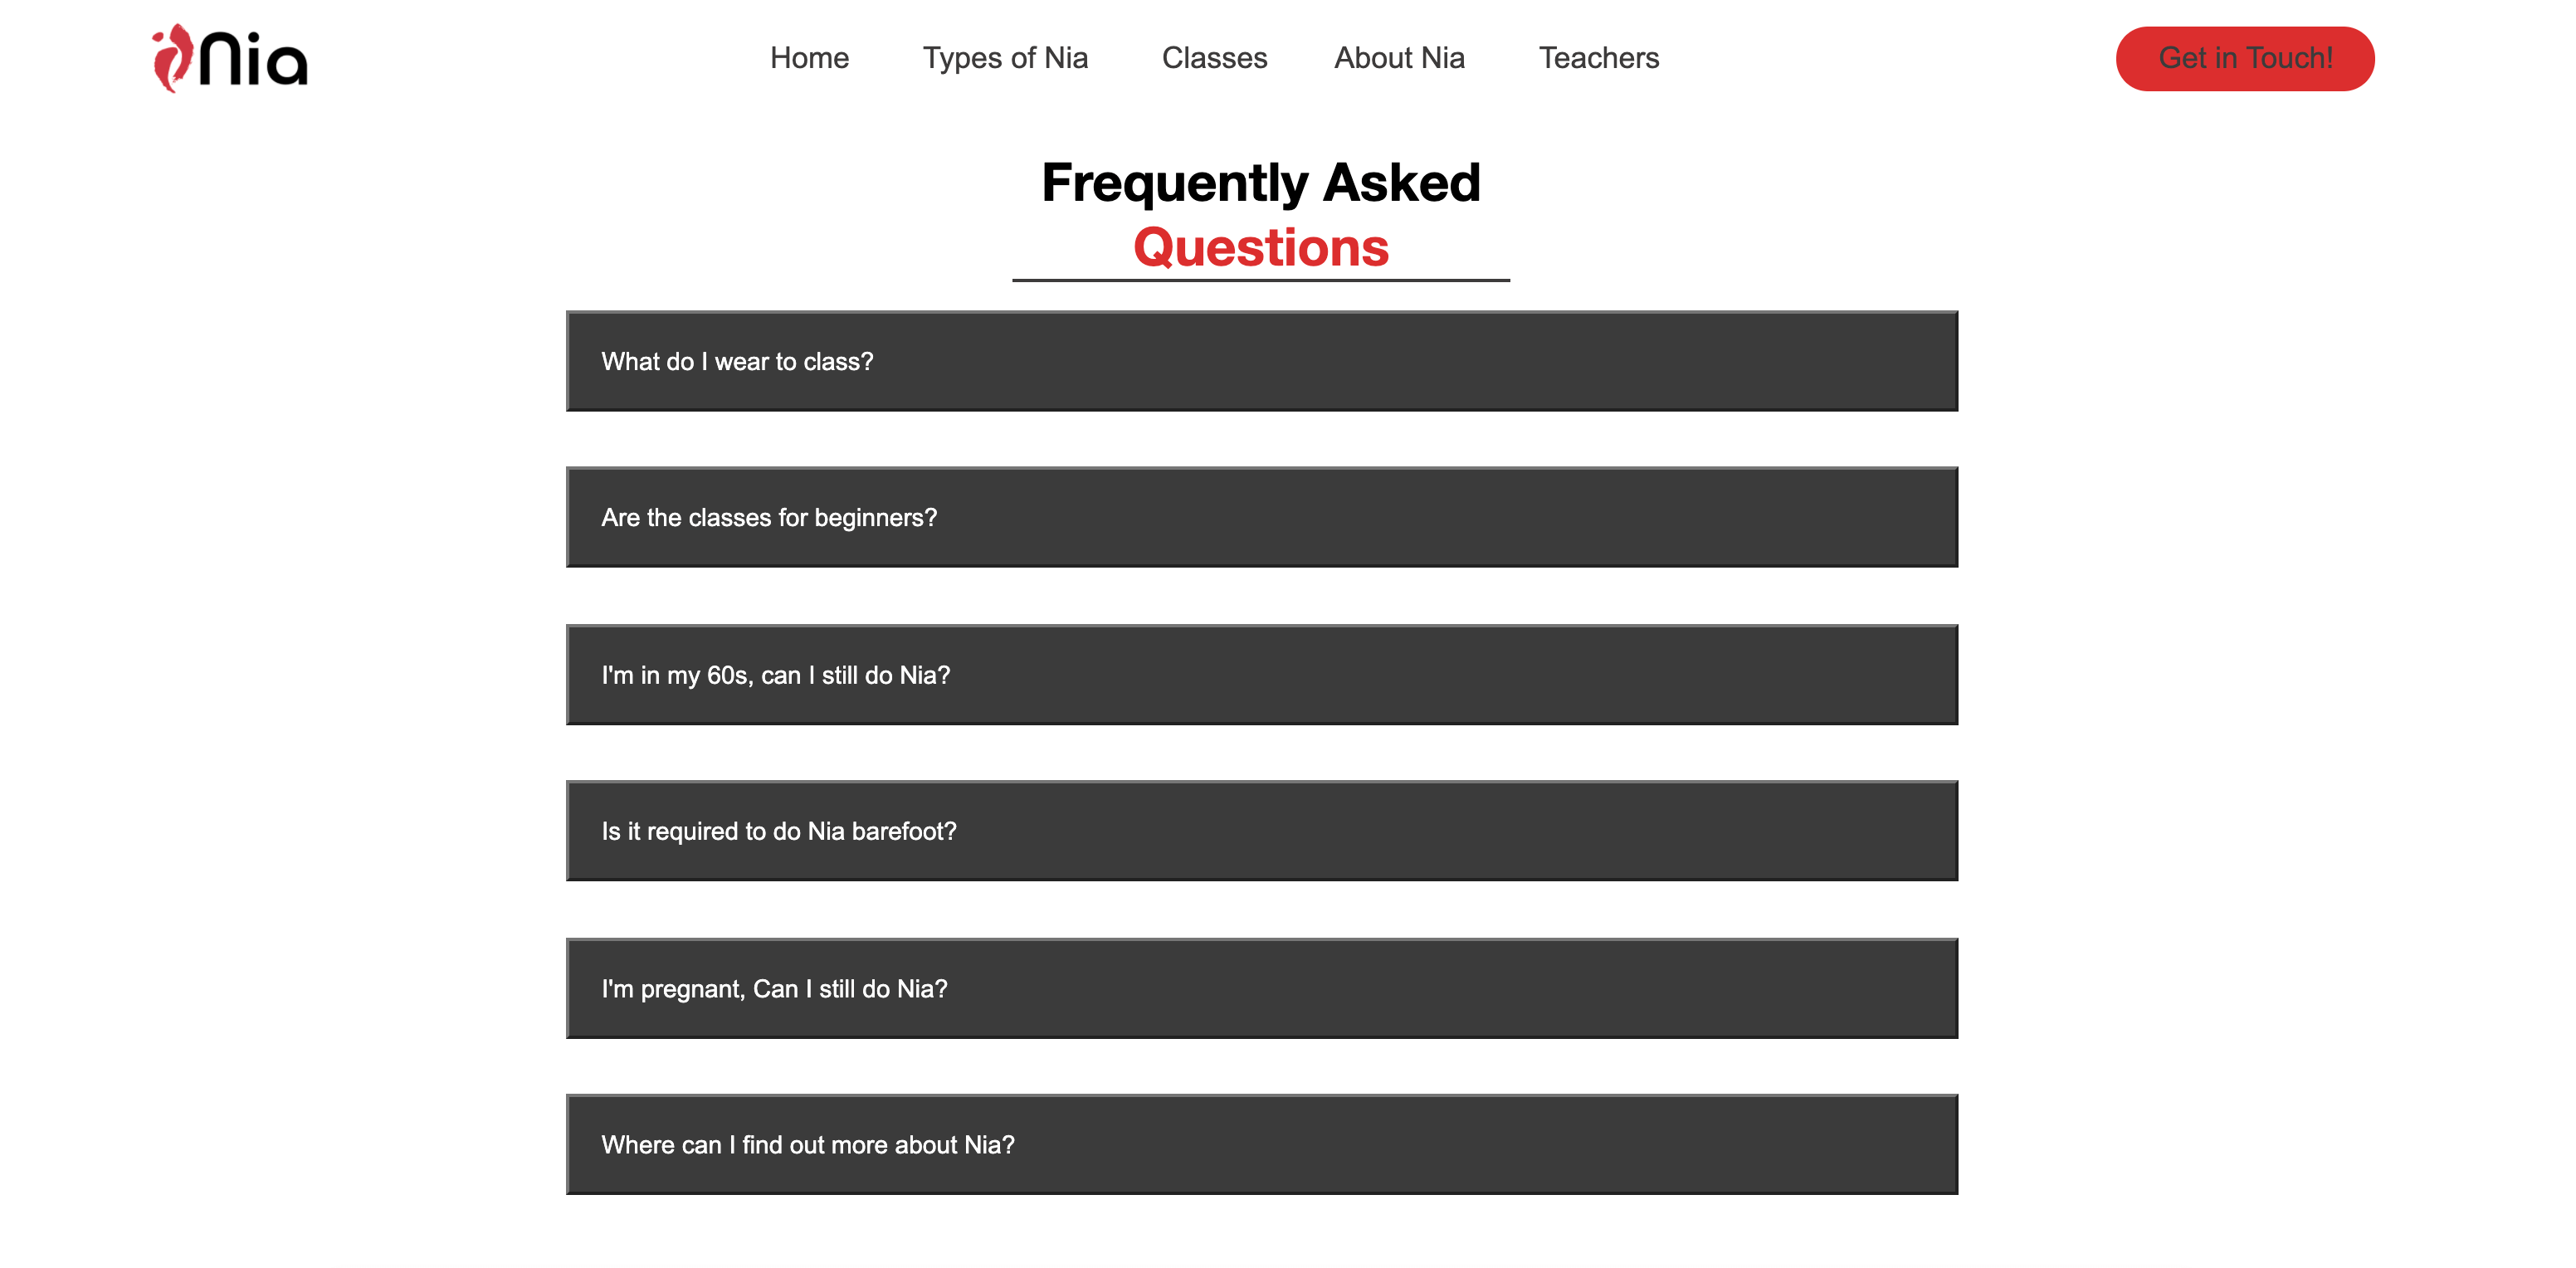 Nia
Home
Types of Nia
Classes
About Nia
Teachers
Get in Touch!
Frequently Asked
Questions
What do I wear to class?
Are the classes for beginners?
I'm in my 60s, can I still do Nia?
Is it required to do Nia barefoot?
I'm pregnant, Can I still do Nia?
Where can I find out more about Nia?